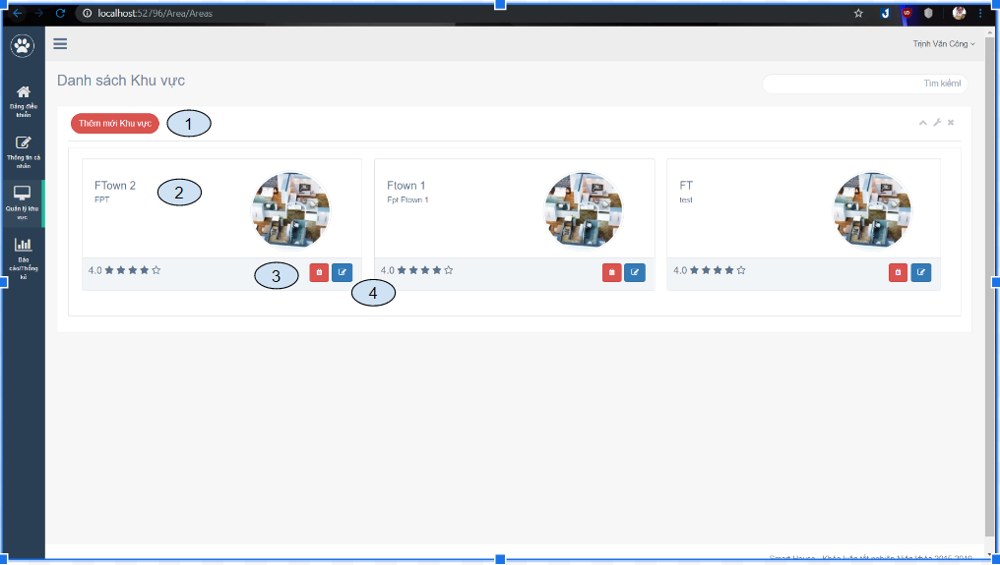 localhost:52796/Area/Areas
Trịnh Văn Công
Danh sách Khu vực
Tìm kiếm!
Thêm mới Khu vực
1
Bảng điều
khiển
Thông tin cá
nhân
Quản lý khu
vực
Báo
cáo/Thống
kê
FTown 2
FPT
2
4.0
3
4
Ftown 1
Fpt Ftown 1
4.0
FT
test
4.0
Smart House - Khóa luận tốt nghiệp Niên khóa 2015-2019